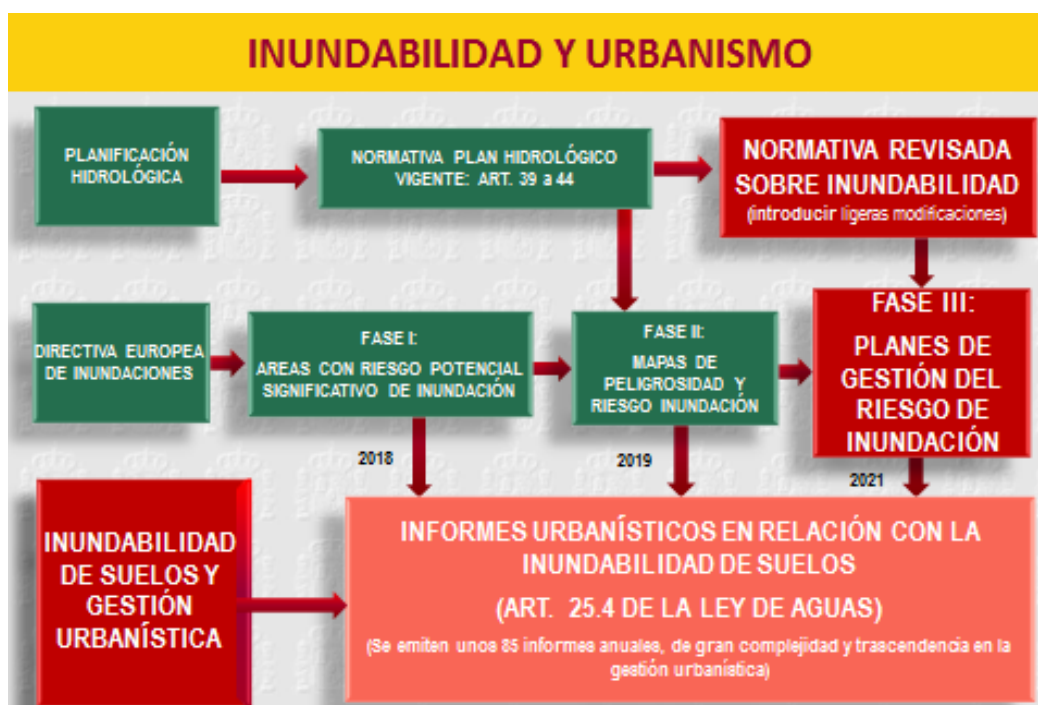 INUNDABILIDAD Y URBANISMO
PLANIFICACIÓN
HIDROLÓGICA
NORMATIVA PLAN HIDROLÓGICO
VIGENTE: ART. 39 a 44
NORMATIVA REVISADA
SOBRE INUNDABILIDAD
(introducir ligeras modificaciones)
DIRECTIVA EUROPEA
DE INUNDACIONES
FASE I:
AREAS CON RIESGO POTENCIAL
SIGNIFICATIVO DE INUNDACIÓN
FASE II:
MAPAS DE
PELIGROSIDAD Y
RIESGO INUNDACIÓN
FASE III:
PLANES DE
GESTIÓN DEL
RIESGO DE
INUNDACIÓN
2018
2019
2021
INUNDABILIDAD
DE SUELOS Y
GESTIÓN
URBANÍSTICA
INFORMES URBANÍSTICOS EN RELACIÓN CON LA
INUNDABILIDAD DE SUELOS
(ART. 25.4 DE LA LEY DE AGUAS)
(Se emiten unos 85 informes anuales, de gran complejidad y trascendencia en la
gestión urbanística)